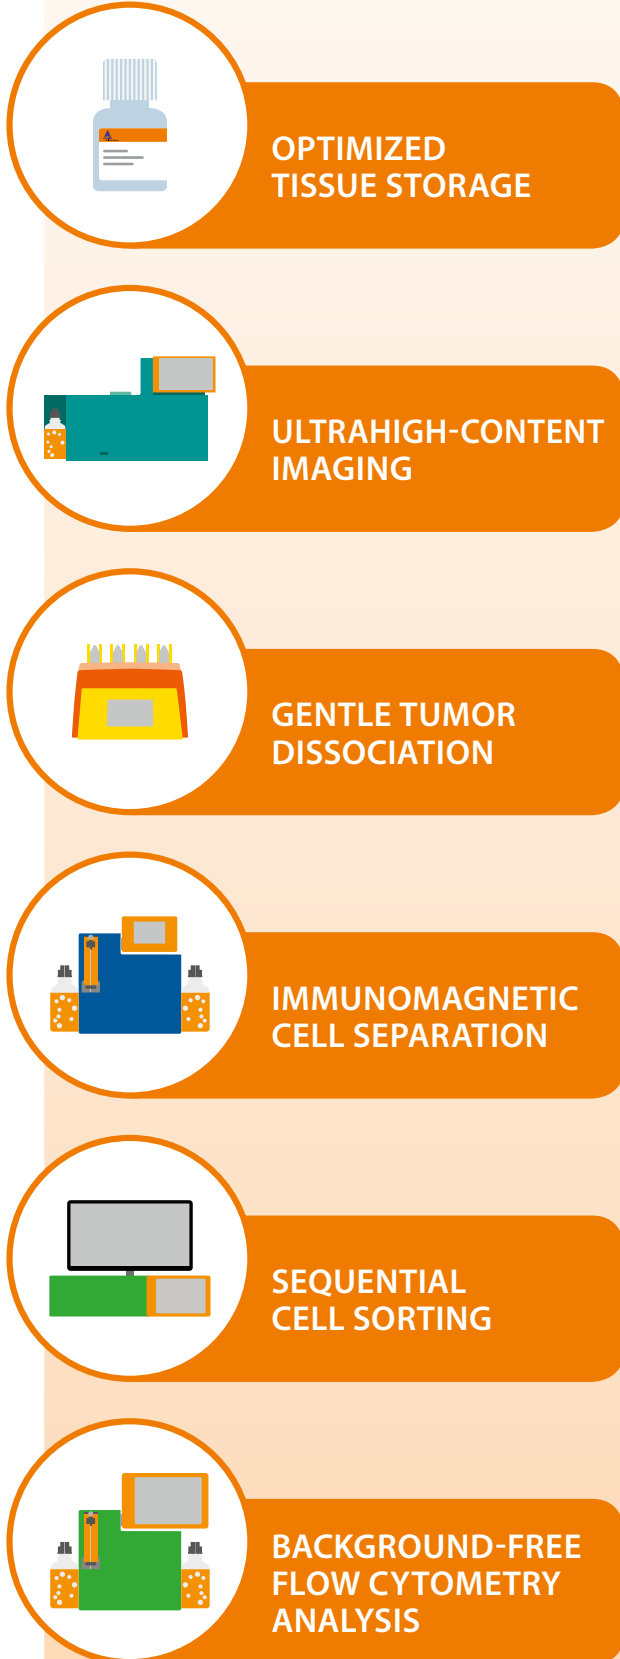 OPTIMIZED
TISSUE STORAGE
ULTRAHIGH-CONTENT
IMAGING
GENTLE TUMOR
DISSOCIATION
IMMUNOMAGNETIC
CELL SEPARATION
SEQUENTIAL
CELL SORTING
BACKGROUND-FREE
FLOW CYTOMETRY
ANALYSIS